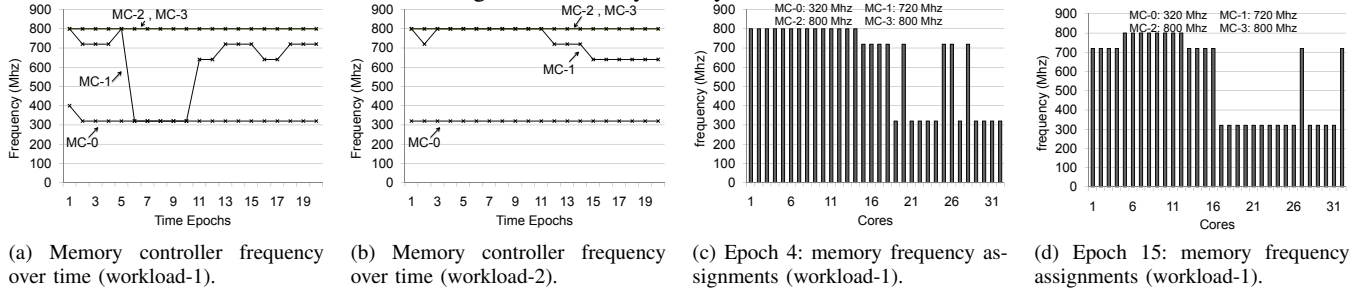 MC-2 , MC-3
900
800
700
600
500
400
300
200
100
0
Frequency (Mhz)
MC-1
MC-0
1 3 5 7 9 11 13 15 17 19
Time Epochs
(a) Memory controller frequency
over time (workload-1).
MC-2 , MC-3
900
800
700
600
500
400
300
200
100
0
Frequency (Mhz)
MC-1
MC-0
1 3 5 7 9 11 13 15 17 19
Time Epochs
(b) Memory controller frequency
over time (workload-2).
MC-0: 320 Mhz MC-1: 720 Mhz
MC-2: 800 Mhz MC-3: 800 Mhz
900
800
700
600
500
400
300
200
100
0
frequency (Mhz)
1 6 11 16 21 26 31
Cores
(c) Epoch 4: memory frequency as-
signments (workload-1).
MC-0: 320 Mhz MC-1: 720 Mhz
MC-2: 800 Mhz MC-3: 800 Mhz
900
800
700
600
500
400
300
200
100
0
frequency (Mhz)
1 6 11 16 21 26 31
Cores
(d) Epoch 15: memory frequency
assignments (workload-1).